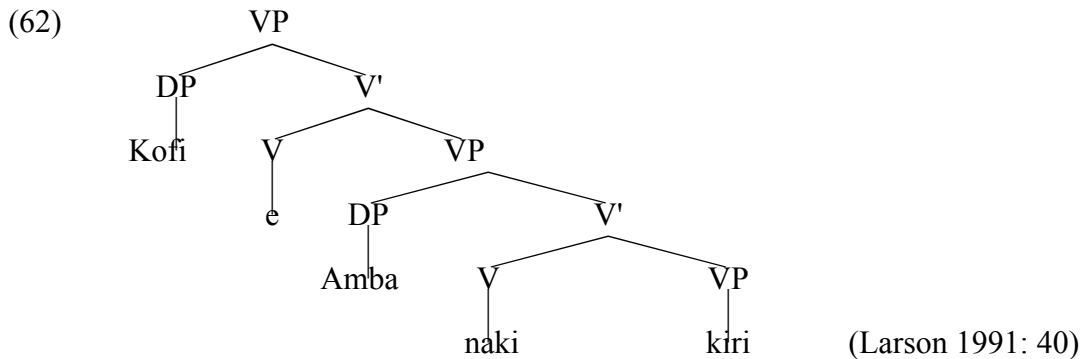 (62) VP
DP V'
Kofi V VP
e DP V'
Amba V VP
naki kiri (Larson 1991: 40)